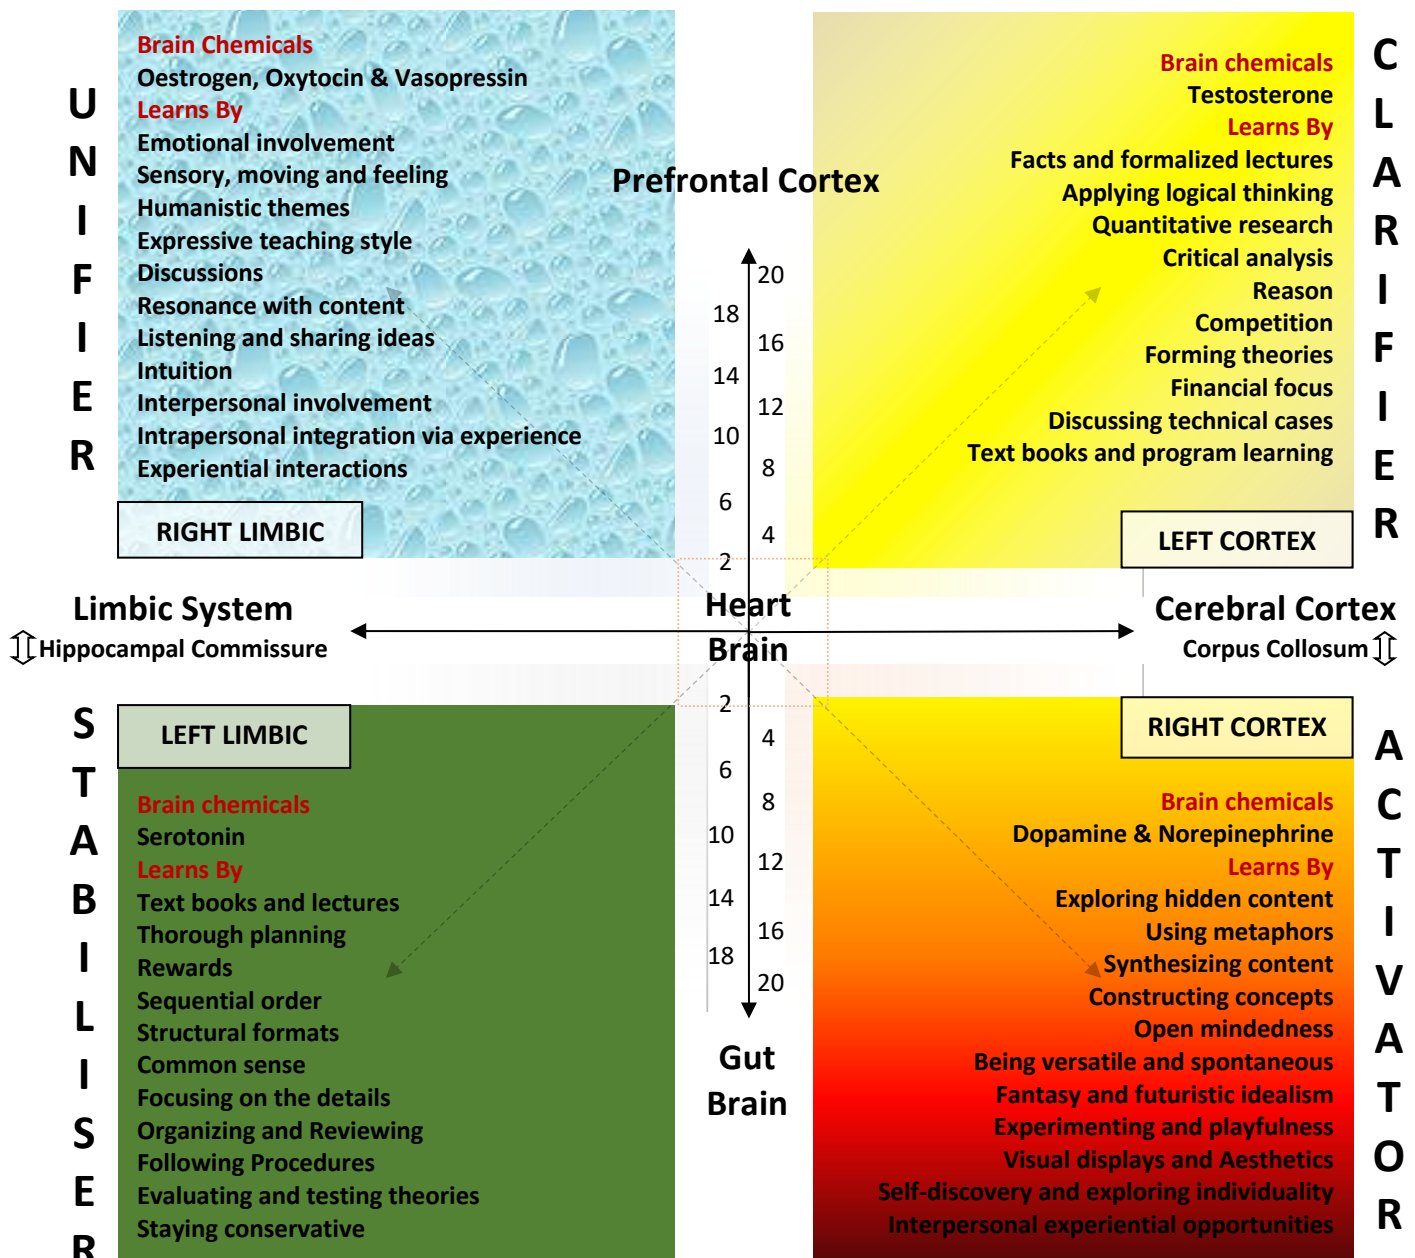 UNIFIER
Brain Chemicals
Oestrogen, Oxytocin & Vasopressin
Learns By
Emotional involvement
Sensory, moving and feeling
Humanistic themes
Expressive teaching style
Discussions
Resonance with content
Listening and sharing ideas
Intuition
Interpersonal involvement
Intrapersonal integration via experience
Experiential interactions
RIGHT LIMBIC
Prefrontal Cortex
20
18
16
14
12
10
8
6
4
2
CLARIFIER
Brain chemicals
Testosterone
Learns By
Facts and formalized lectures
Applying logical thinking
Quantitative research
Critical analysis
Reason
Competition
Forming theories
Financial focus
Discussing technical cases
Text books and program learning
LEFT CORTEX
Limbic System
Hippocampal Commissure
Heart
Brain
Cerebral Cortex
Corpus Collosum
STABILISER
LEFT LIMBIC
Brain chemicals
Serotonin
Learns By
Text books and lectures
Thorough planning
Rewards
Sequential order
Structural formats
Common sense
Focusing on the details
Organizing and Reviewing
Following Procedures
Evaluating and testing theories
Staying conservative
2
4
6
8
10
12
14
16
18
20
Gut
Brain
RIGHT CORTEX
ACTIVATOR
Brain chemicals
Dopamine & Norepinephrine
Learns By
Exploring hidden content
Using metaphors
Synthesizing content
Constructing concepts
Open mindedness
Being versatile and spontaneous
Fantasy and futuristic idealism
Experimenting and playfulness
Visual displays and Aesthetics
Self-discovery and exploring individuality
Interpersonal experiential opportunities